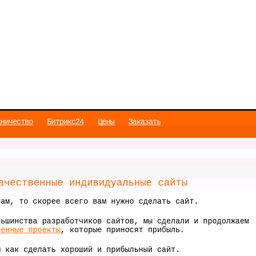 ничество Битрикс24 Цены Заказать
ачественные индивидуальные сайты
ам, то скорее всего вам нужно сделать сайт.
ьшинства разработчиков сайтов, мы сделали и продолжаем
енные проекты, которые приносят прибыль.
как сделать хороший и прибыльный сайт.